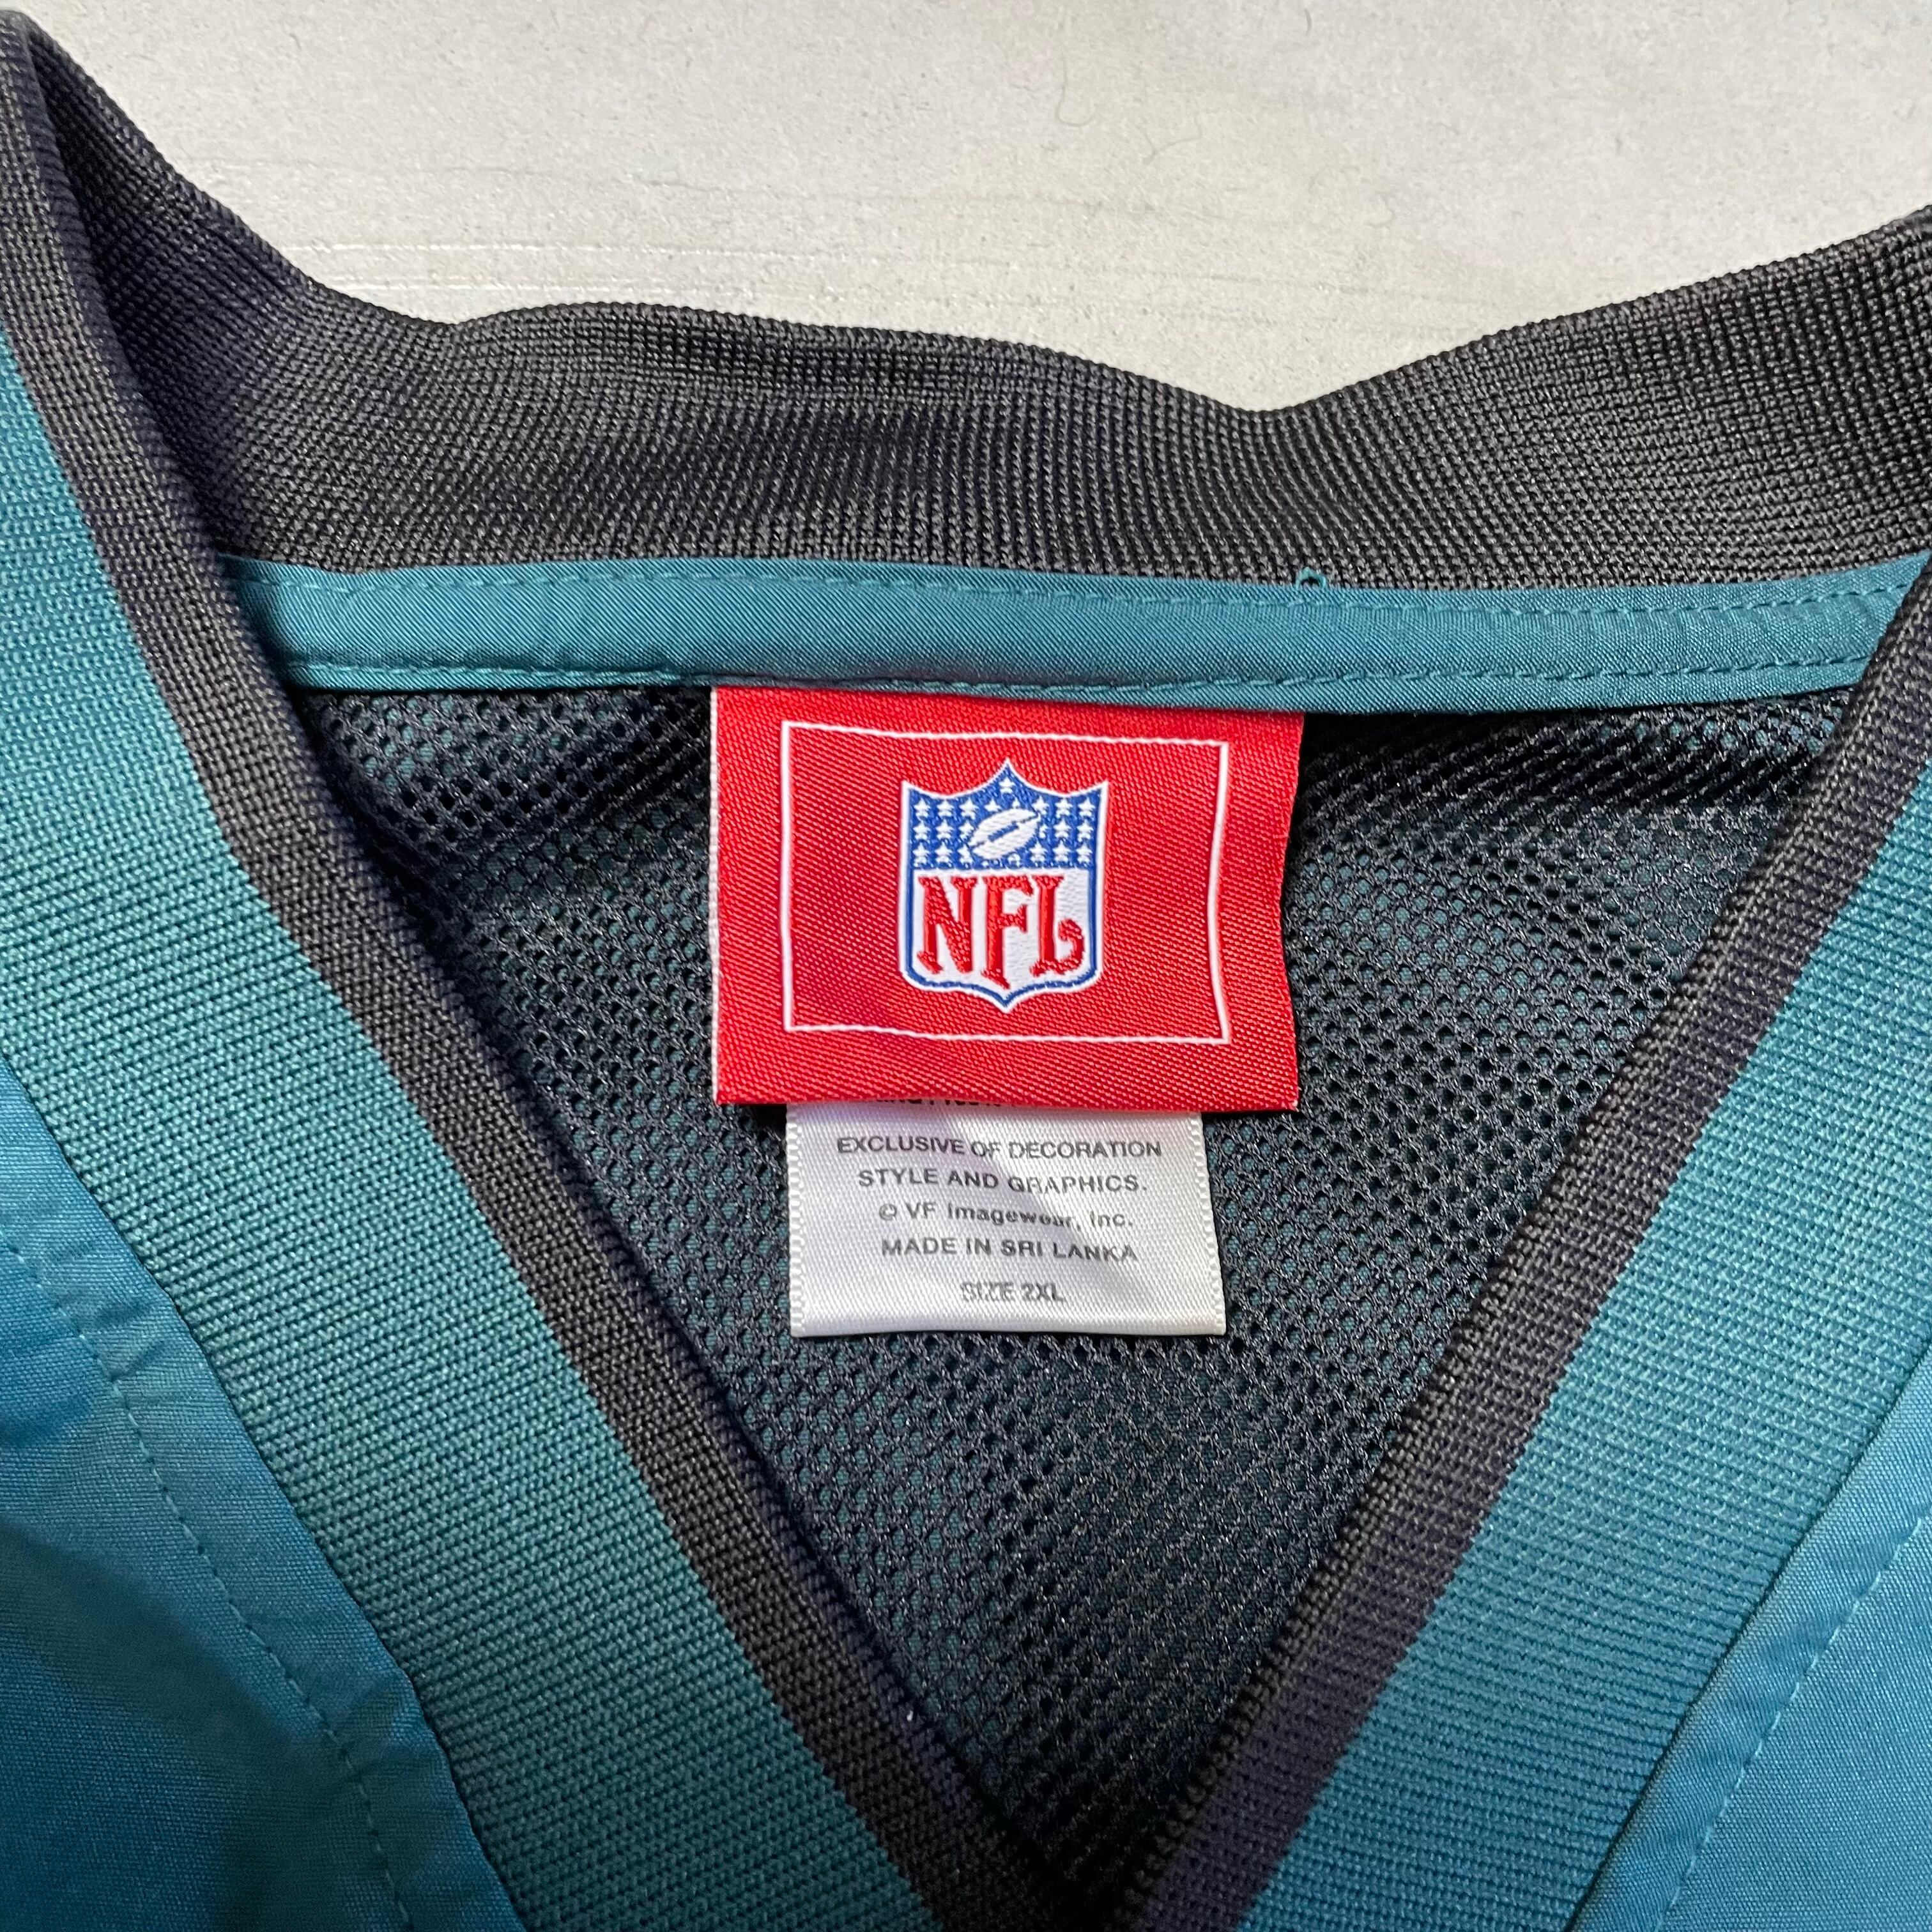 NFL
EXCLUSIVE OF DECORATION
STYLE AND GRAPHICS.
© VF Imagewear, Inc.
MADE IN SRI LANKA
SIZE 2XL